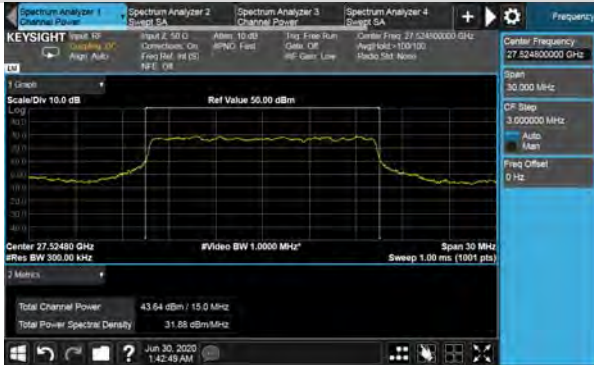 Spectrum Analyzer 1
Channel Power
Spectrum Analyzer 2
Swept SA
Spectrum Analyzer 3
Channel Power
Spectrum Analyzer 4
Swept SA
Frequency
KEYSIGHT
Input: RF
Coupling: DC
Align: Auto
Input Z: 50 Ω
Corrections: On
Freq Ref: Int (S)
NFE: Off
Atten: 10 dB
#PNO: Fast
Trig: Free Run
Gate: Off
#IF Gain: Low
Center Freq: 27.524800000 GHz
Avg|Hold:>100/100
Radio Std: None
LNI
1 Graph
Scale/Div 10.0 dB
Ref Value 50.00 dBm
Log
Center 27.52480 GHz
#Res BW 300.00 kHz
#Video BW 1.0000 MHz*
Span 30 MHz
Sweep 1.00 ms (1001 pts)
2 Metrics
Total Channel Power
43.64 dBm / 15.0 MHz
Total Power Spectral Density
31.88 dBm/MHz
Center Frequency
27.524800000 GHz
Span
30.000 MHz
CF Step
3.000000 MHz
Auto
Man
Freq Offset
0 Hz
?
Jun 30, 2020
1:42:49 AM